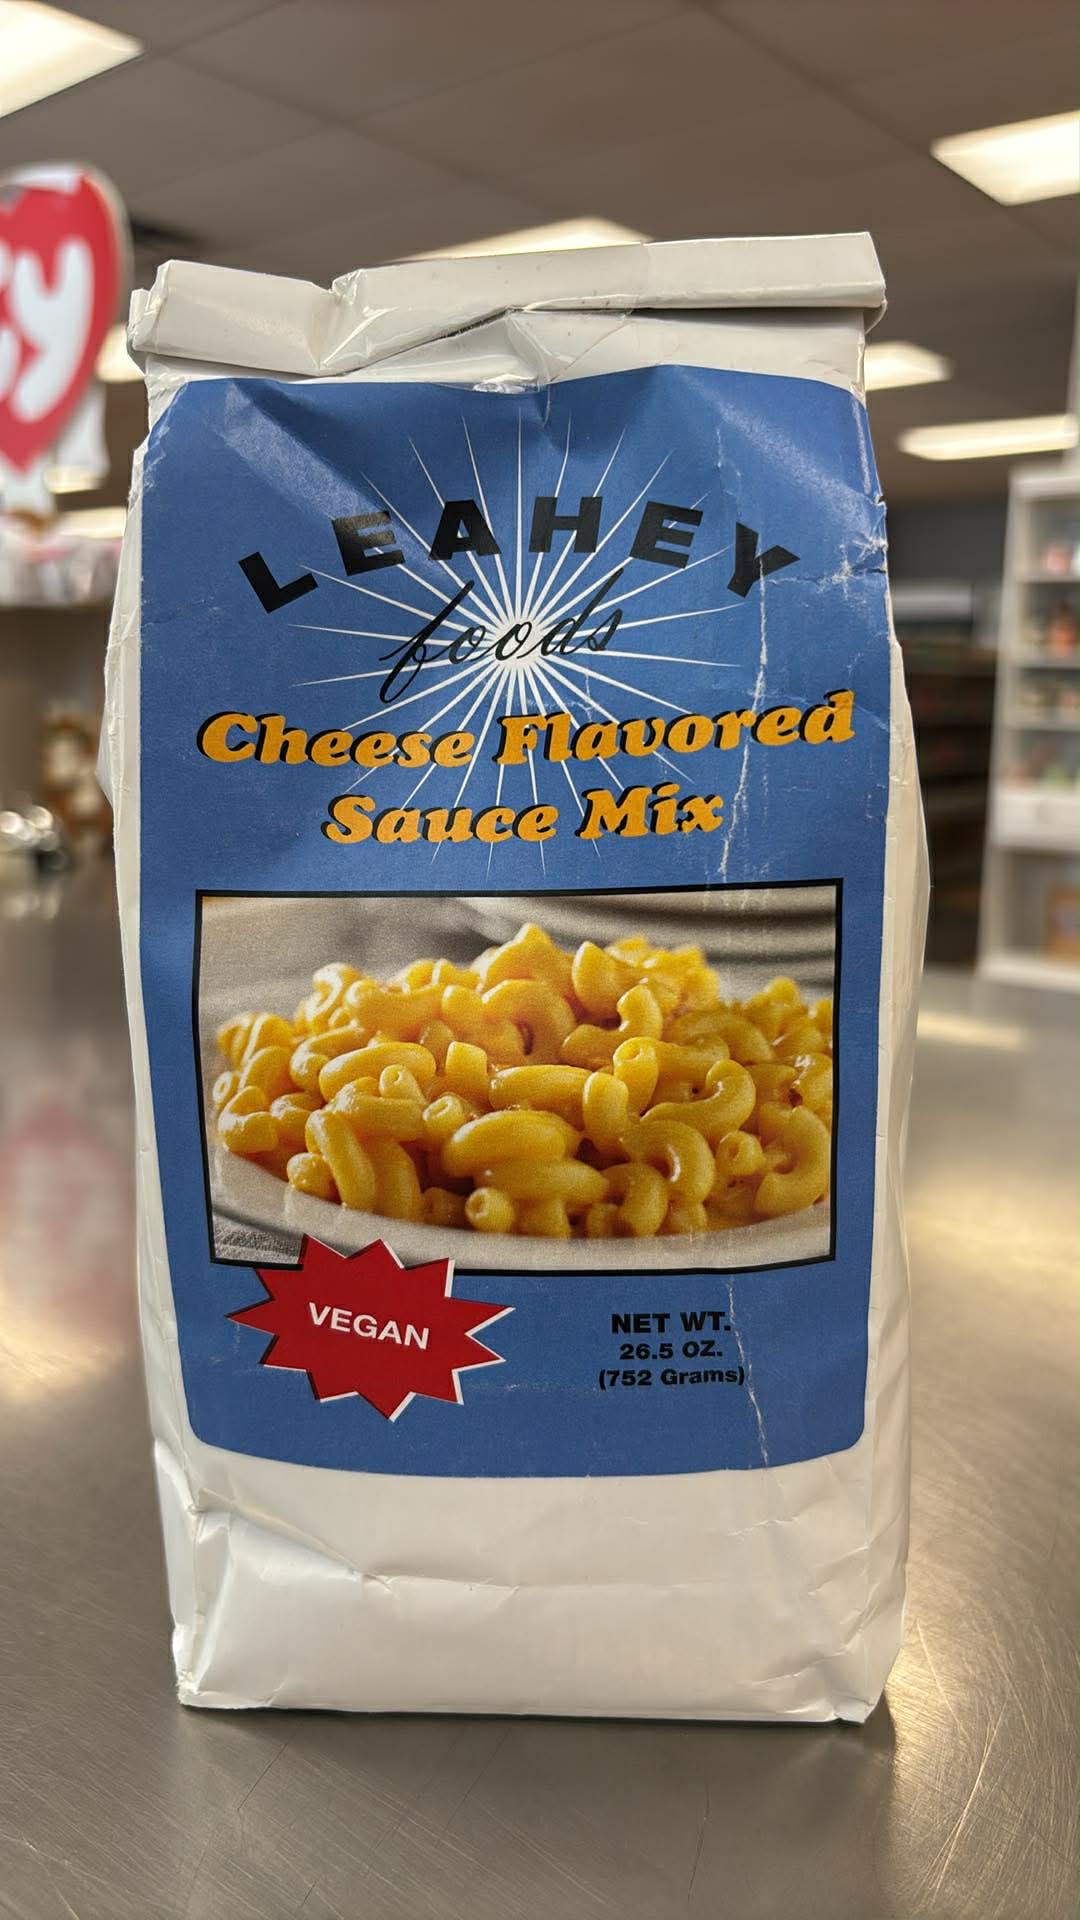 LEAHEY
foods
Cheese Flavored
Sauce Mix
VEGAN
NET WT.
26.5 OZ.
(752 Grams)